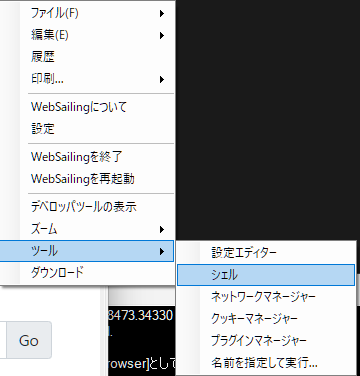 ファイル(F)
編集(E)
履歴
印刷...
WebSailingについて
設定
WebSailingを終了
WebSailingを再起動
デベロッパツールの表示
ズーム
ツール
ダウンロード
設定エディター
シェル
ネットワークマネージャー
クッキーマネージャー
プラグインマネージャー
名前を指定して実行...
8473.34330
Go
rowser]として